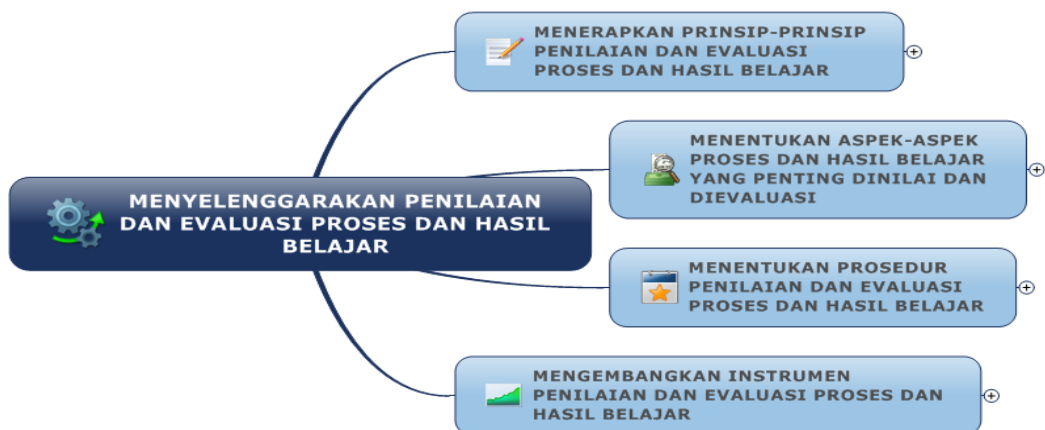 MENERAPKAN PRINSIP-PRINSIP
PENILAIAN DAN EVALUASI
PROSES DAN HASIL BELAJAR
MENENTUKAN ASPEK-ASPEK
PROSES DAN HASIL BELAJAR
YANG PENTING DINILAI DAN
DIEVALUASI
MENYELENGGARAKAN PENILAIAN
DAN EVALUASI PROSES DAN HASIL
BELAJAR
MENENTUKAN PROSEDUR
PENILAIAN DAN EVALUASI
PROSES DAN HASIL BELAJAR
MENGEMBANGKAN INSTRUMEN
PENILAIAN DAN EVALUASI PROSES DAN
HASIL BELAJAR